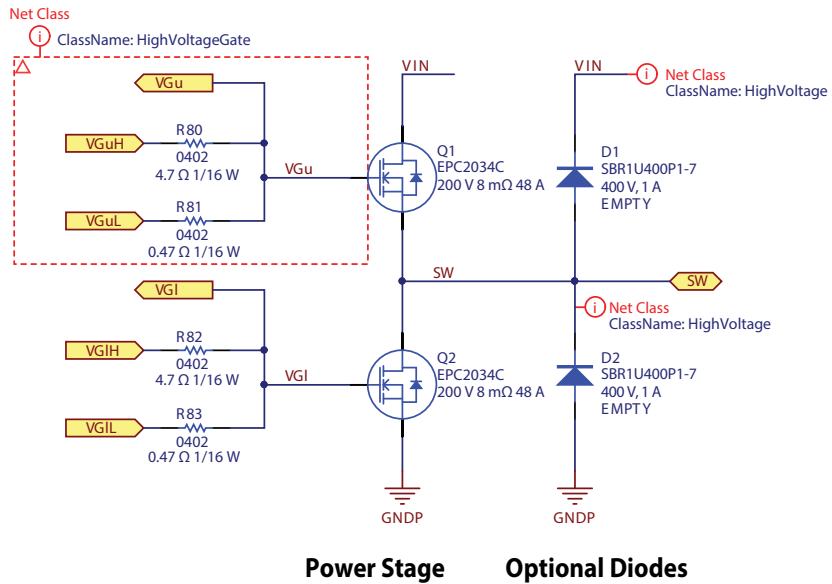 Net Class
i
ClassName: HighVoltageGate
VGu
VGuH
R80
0402
4.7 Ω 1/16 W
VGu
VGuL
R81
0402
0.47 Ω 1/16 W
VIN
Q1
EPC2034C
200 V 8 mΩ 48 A
VIN
i
Net Class
ClassName: HighVoltage
D1
SBR1U400P1-7
400 V, 1 A
EMPTY
SW
SW
VGl
VGlH
R82
0402
4.7 Ω 1/16 W
VGl
VGlL
R83
0402
0.47 Ω 1/16 W
i
Net Class
ClassName: HighVoltage
Q2
EPC2034C
200 V 8 mΩ 48 A
D2
SBR1U400P1-7
400 V, 1 A
EMPTY
GNDP
GNDP
Power Stage
Optional Diodes